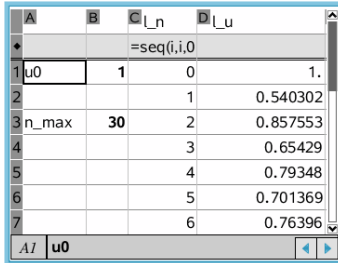 A B C l_n D l_u
◆ =seq(i,i,0
1 u0 1 0 1.
2 1 0.540302
3 n_max 30 2 0.857553
4 3 0.65429
5 4 0.79348
6 5 0.701369
7 6 0.76396
A1 u0